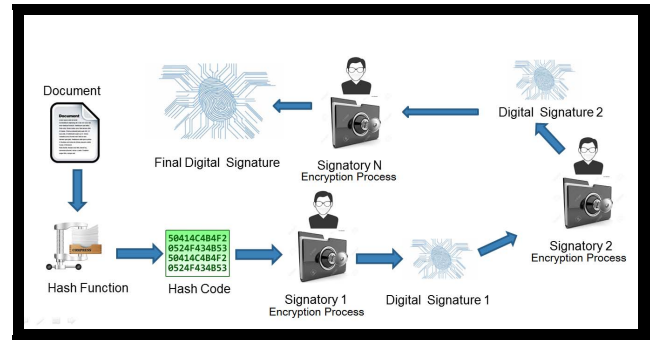 Document
Document
Hash Function
50414C4B4F2
0524F434B53
50414C4B4F2
0524F434B53
Hash Code
Signatory 1
Encryption Process
Digital Signature 1
Signatory 2
Encryption Process
Digital Signature 2
Signatory N
Encryption Process
Final Digital Signature